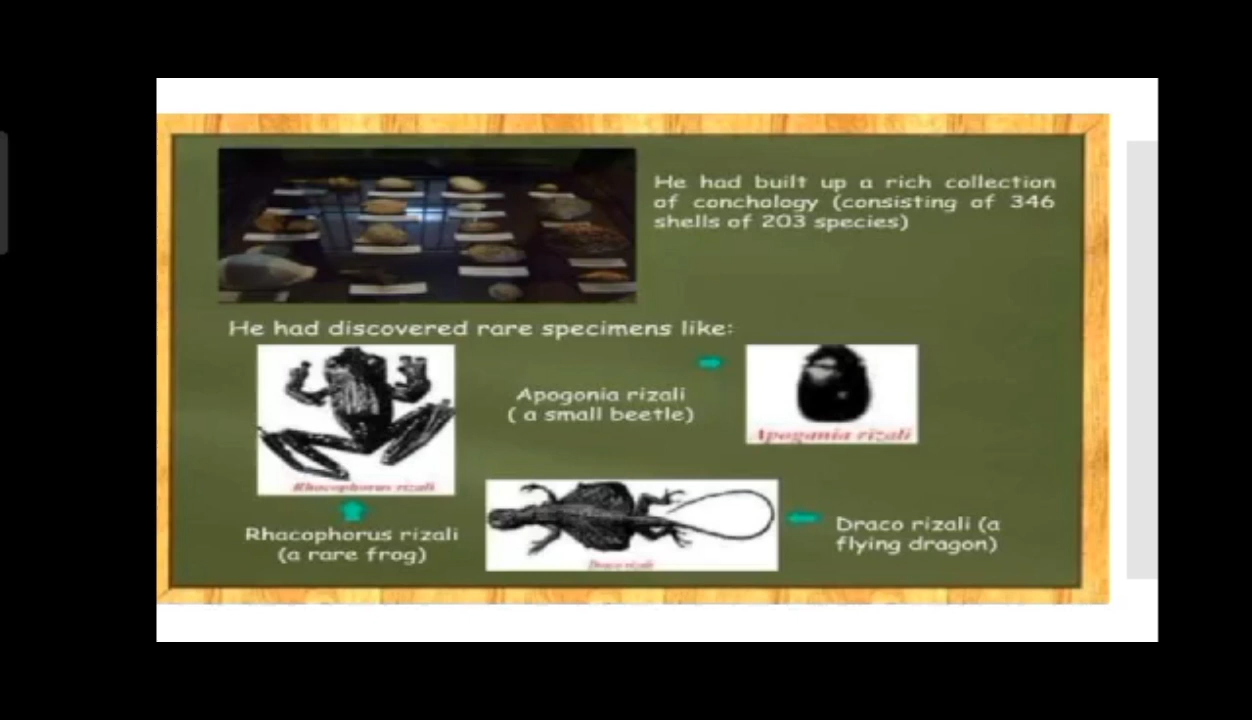 He had built up a rich collection
of conchology (consisting of 346
shells of 203 species)
He had discovered rare specimens like:
Apogonia rizali
( a small beetle)
Apogania rizali
Rhacophorus rizali
Rhacophorus rizali
(a rare frog)
Draco rizali
Draco rizali (a
flying dragon)